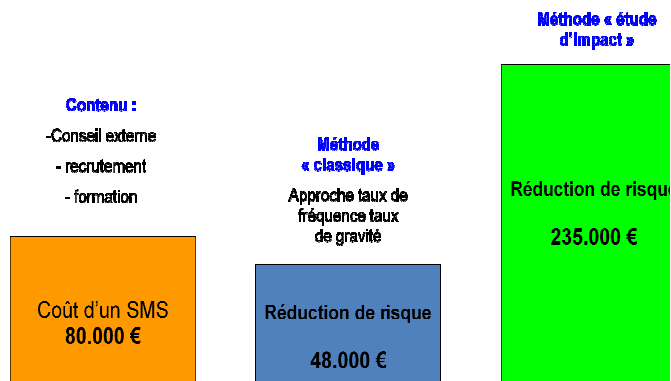 Contenu :
-Conseil externe
- recrutement
- formation
Coût d’un SMS
80.000 €
Méthode
« classique »
Approche taux de
fréquence taux
de gravité
Réduction de risque
48.000 €
Méthode « étude
d’Impact »
Réduction de risque
235.000 €